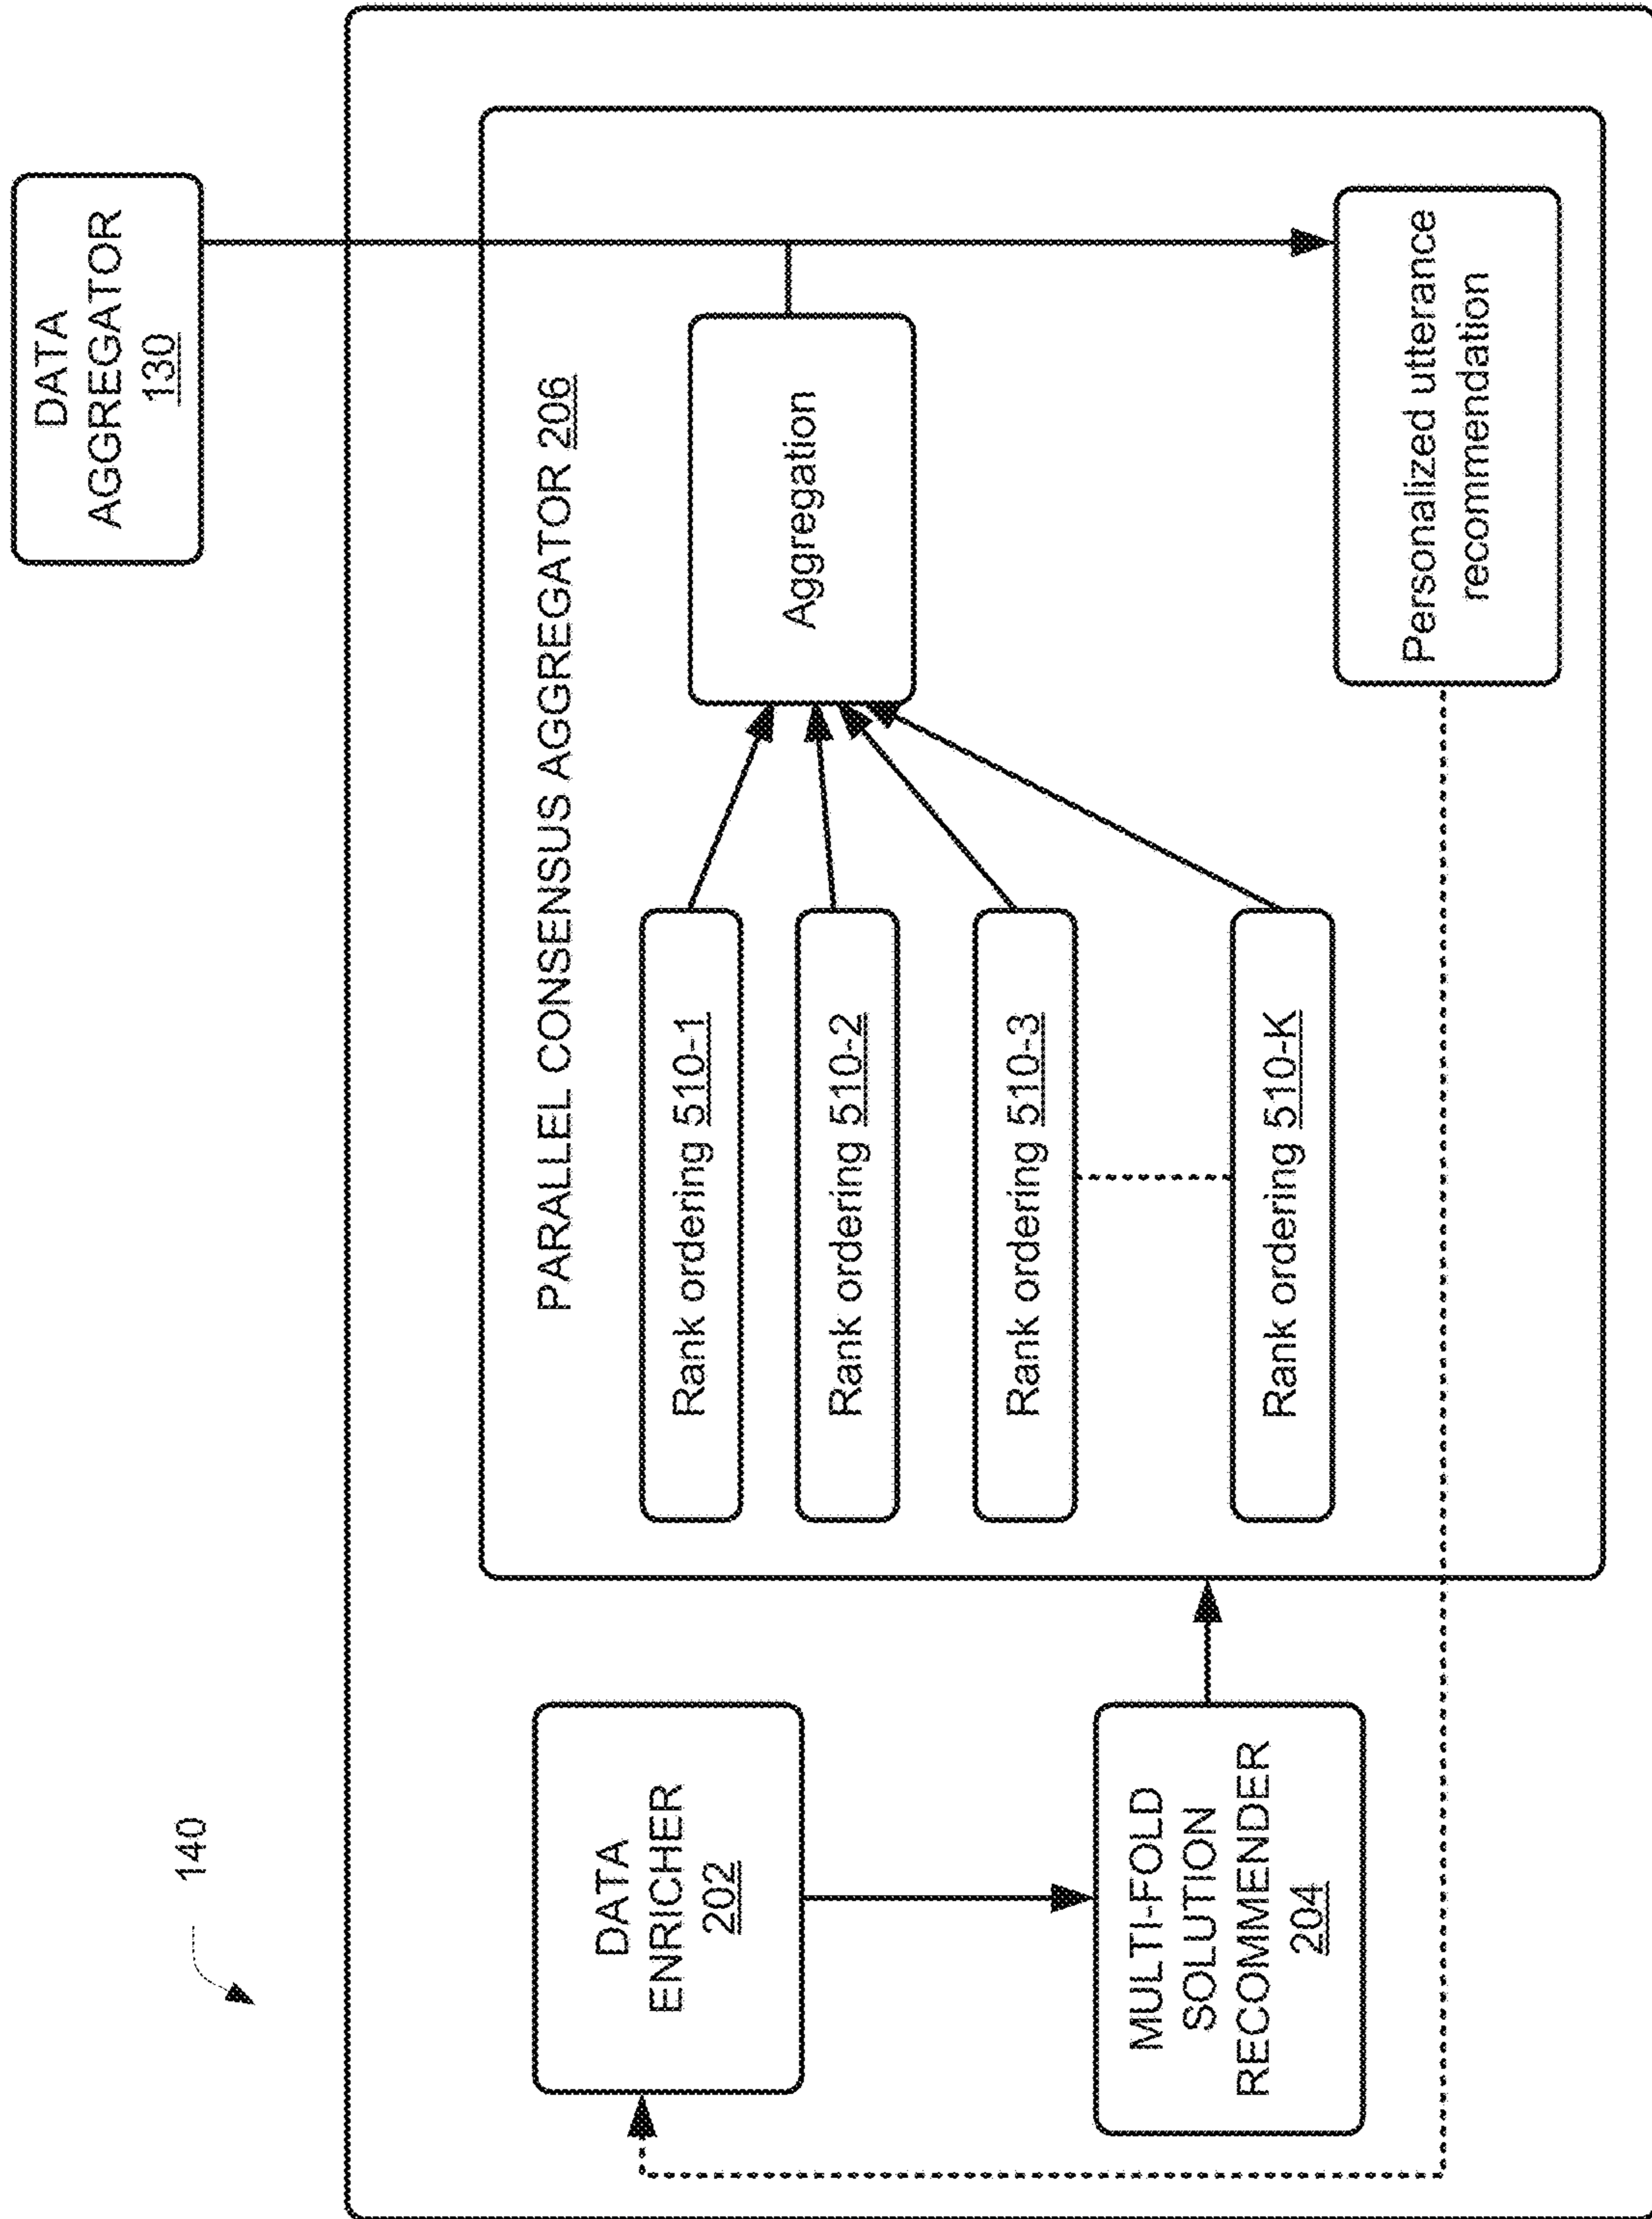 140
DATA
AGGREGATOR
130
DATA
ENRICHER
202
MULTI-FOLD
SOLUTION
RECOMMENDER
204
PARALLEL CONSENSUS AGGREGATOR 206
Rank ordering 510-1
Rank ordering 510-2
Rank ordering 510-3
Rank ordering 510-K
Aggregation
Personalized utterance
recommendation